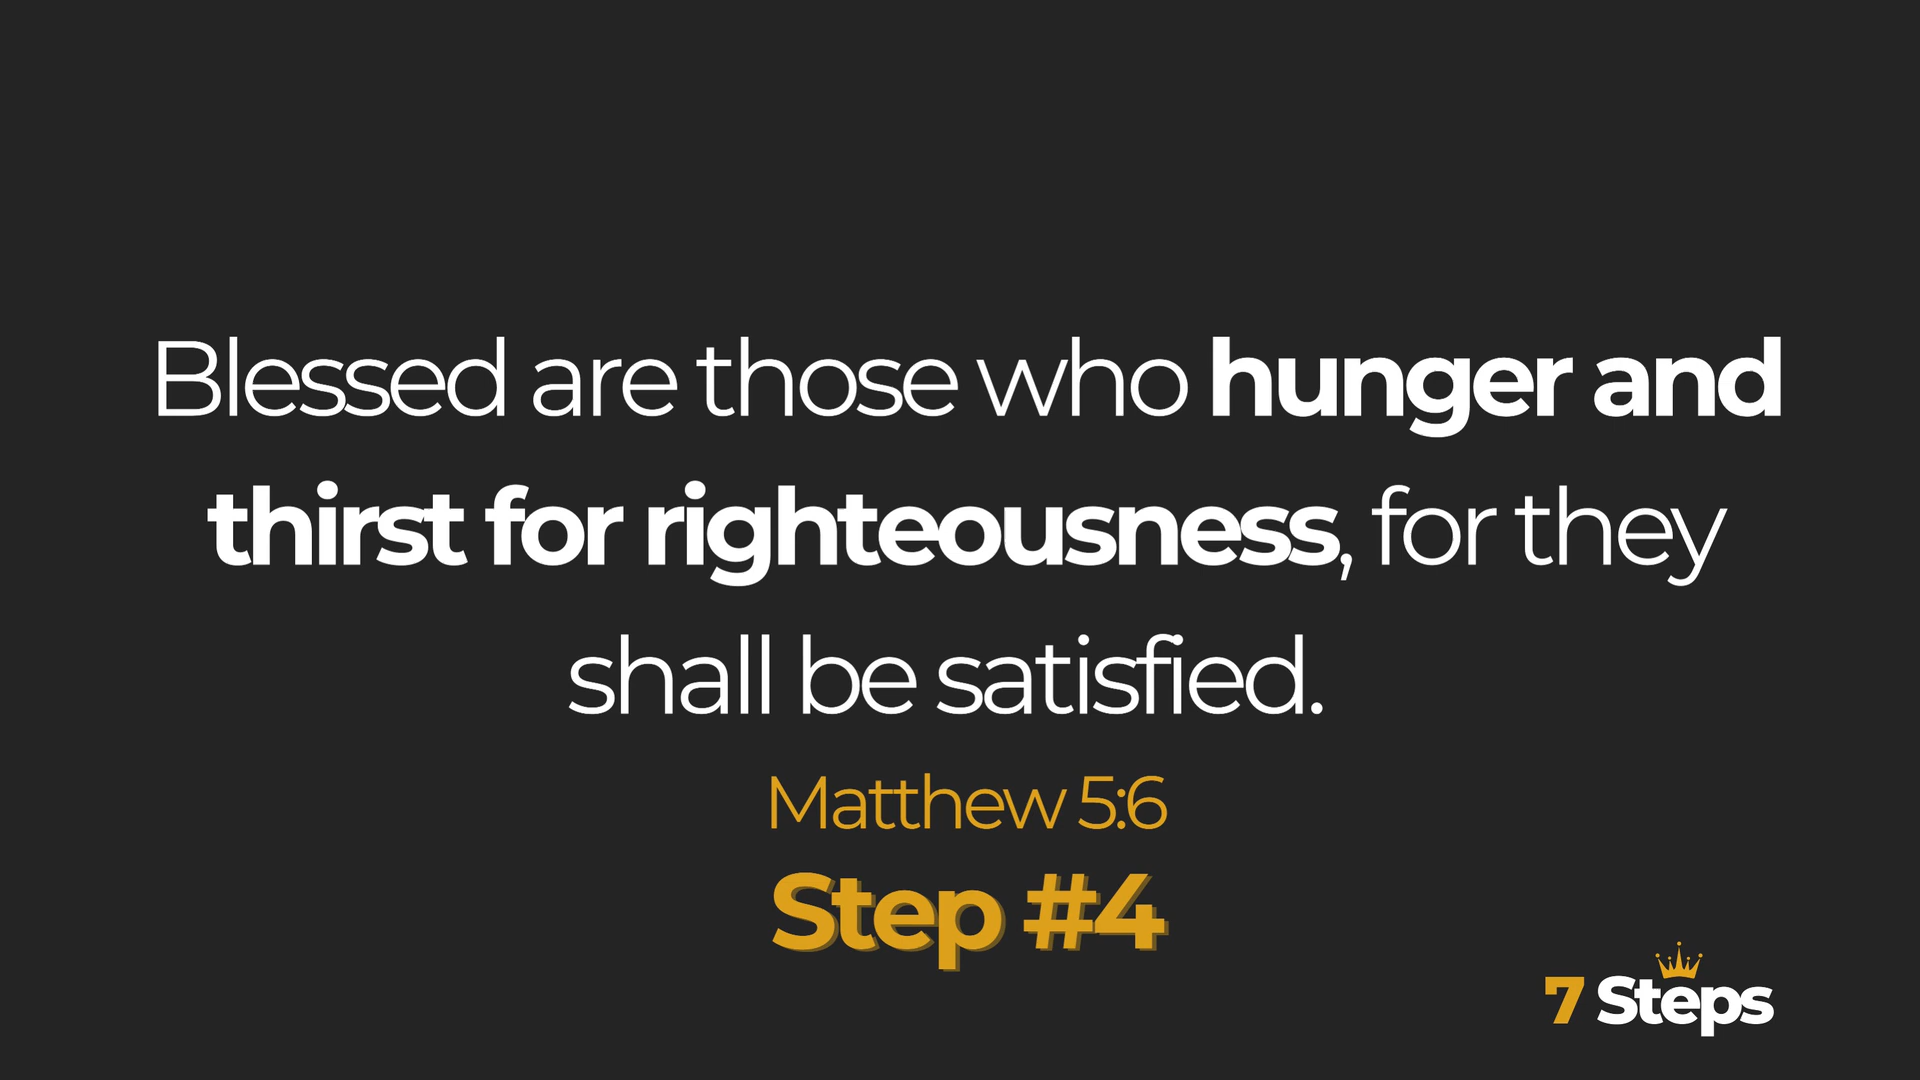 Blessed are those who hunger and
thirst for righteousness, for they
shall be satisfied.
Matthew 5:6
Step #4
7 Steps